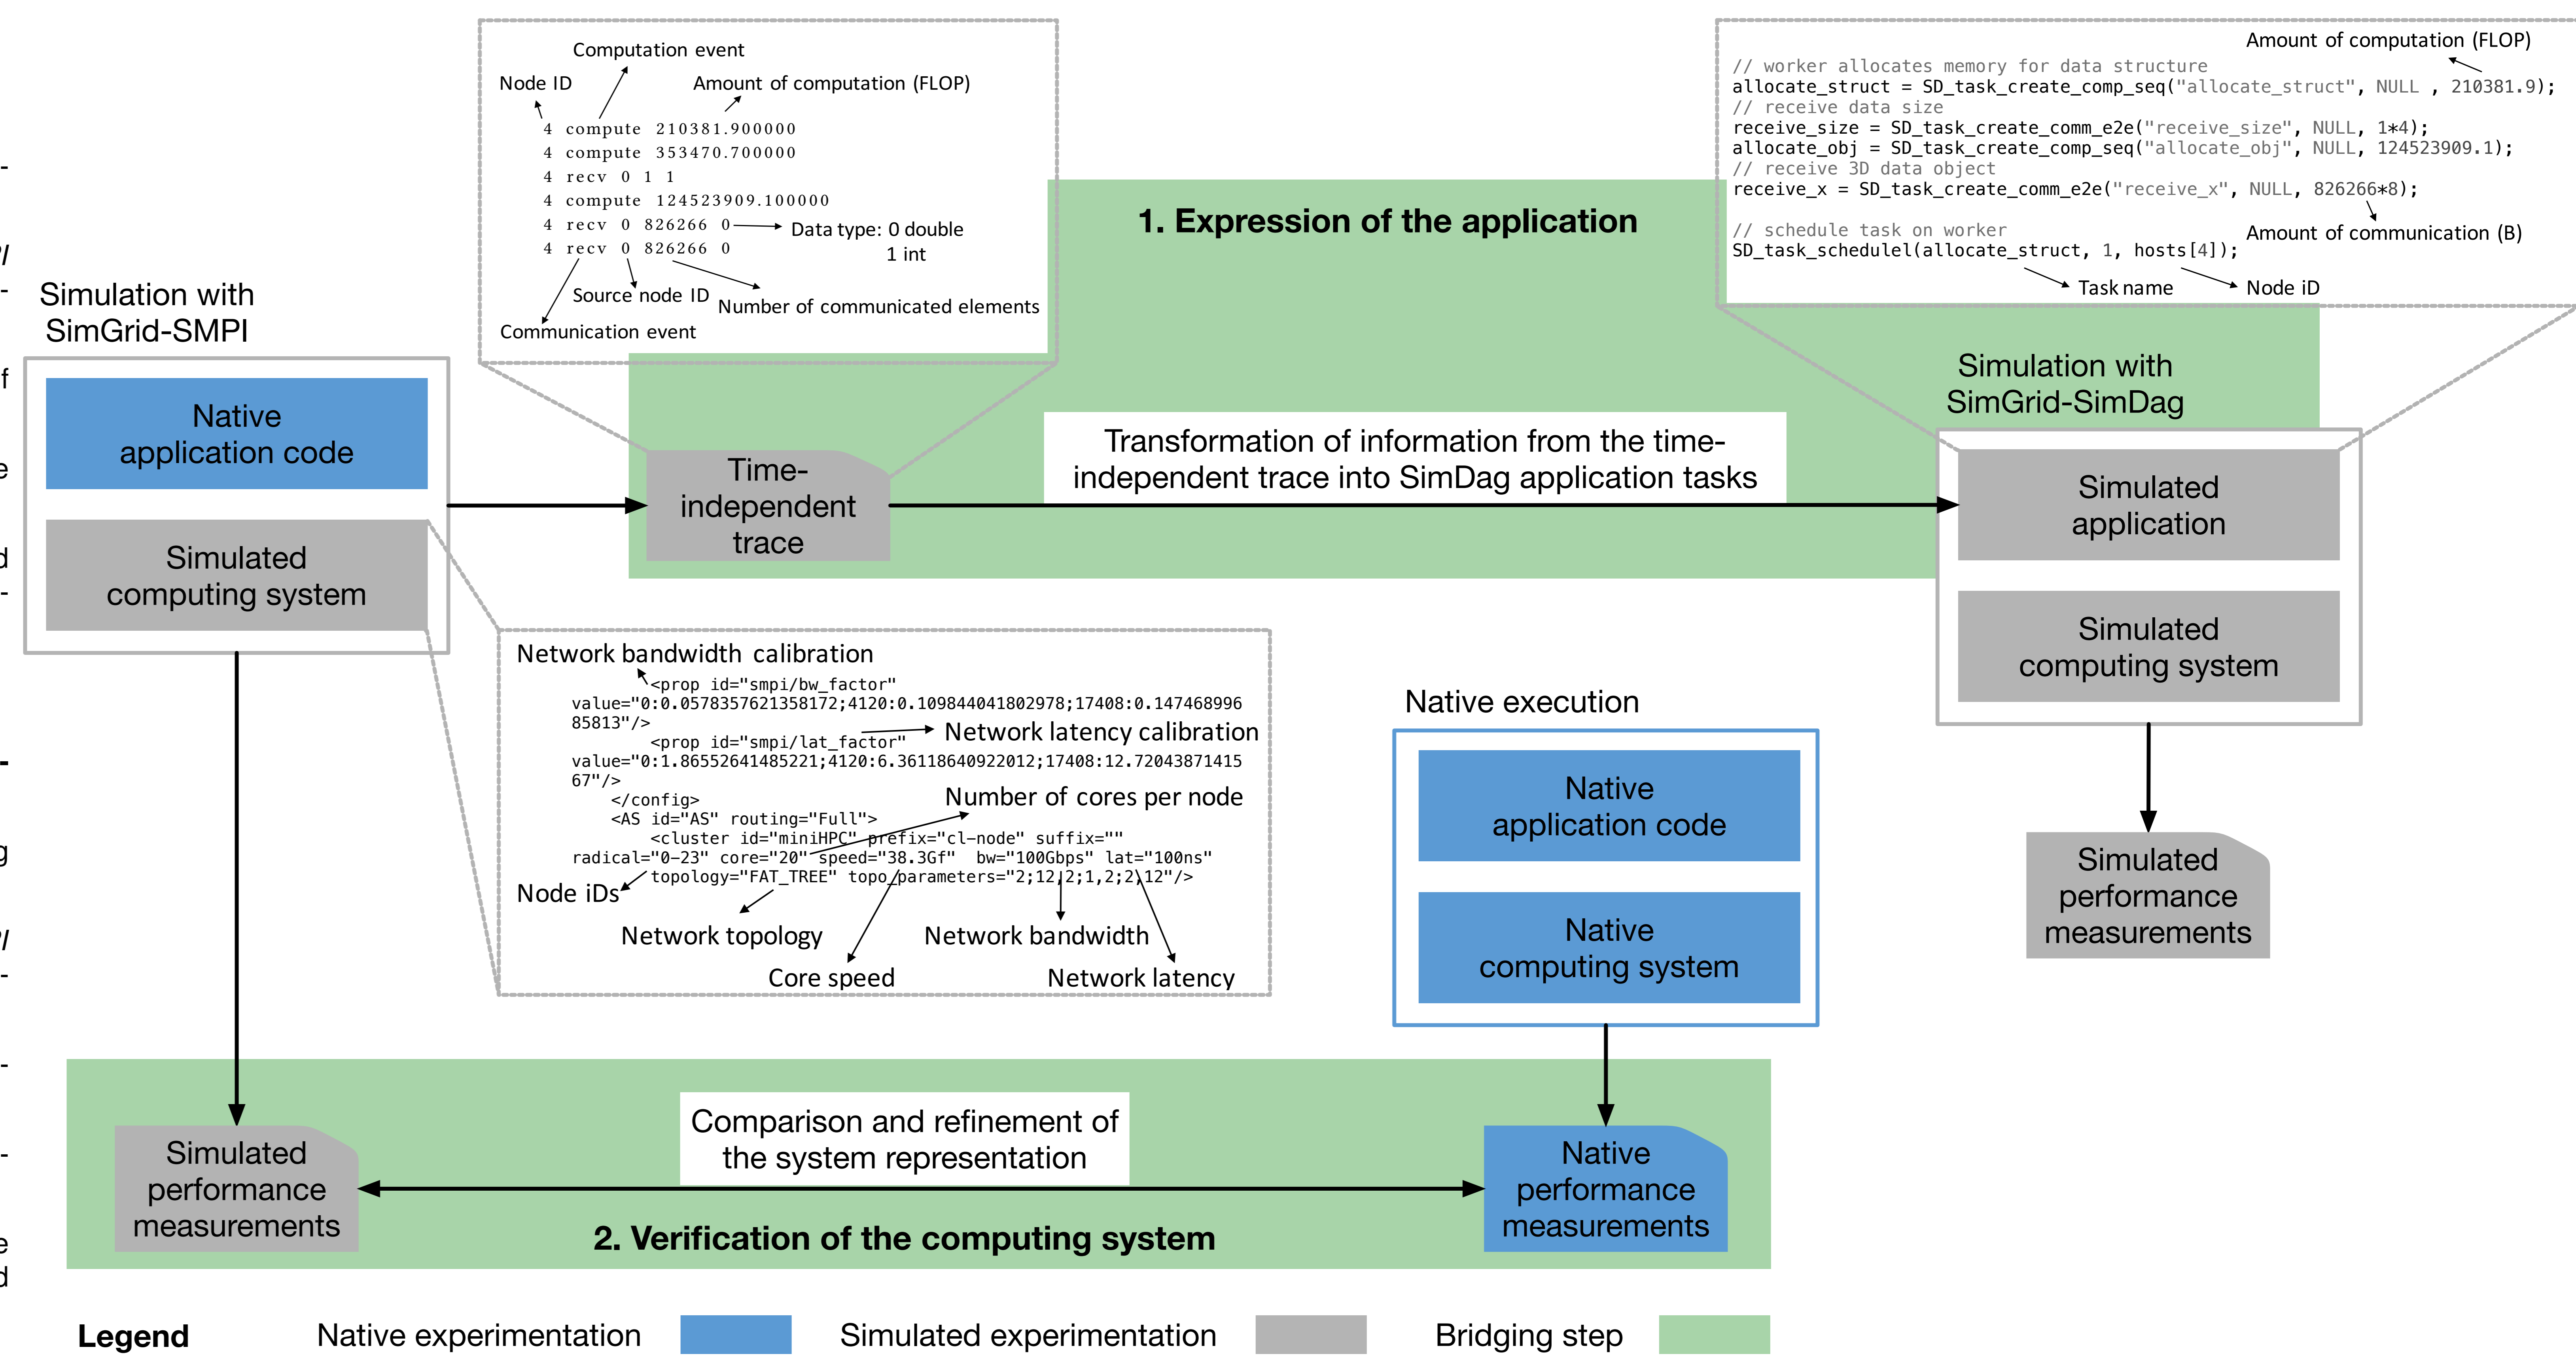 Computation event
Node ID
Amount of computation (FLOP)
4 compute 210381.900000
4 compute 353470.700000
4 recv 0 1 1
4 compute 124523909.100000
4 recv 0 826266 0
4 recv 0 826266 0
Data type: 0 double
1 int
Source node ID
Number of communicated elements
Communication event
Amount of computation (FLOP)
// worker allocates memory for data structure
allocate_struct = SD_task_create_comp_seq("allocate_struct", NULL , 210381.9);
// receive data size
receive_size = SD_task_create_comm_e2e("receive_size", NULL, 1*4);
allocate_obj = SD_task_create_comp_seq("allocate_obj", NULL, 124523909.1);
// receive 3D data object
receive_x = SD_task_create_comm_e2e("receive_x", NULL, 826266*8);
// schedule task on worker
Amount of communication (B)
SD_task_schedulel(allocate_struct, 1, hosts[4]);
Task name
Node iD
1. Expression of the application
Simulation with
SimGrid-SMPI
Native
application code
Simulated
computing system
Time-
independent
trace
Transformation of information from the time-
independent trace into SimDag application tasks
Simulation with
SimGrid-SimDag
Simulated
application
Simulated
computing system
Simulated
performance
measurements
Network bandwidth calibration
<prop id="smpi/bw_factor"
value="0:0.0578357621358172;4120:0.109844041802978;17408:0.147468996
85813"/>
Network latency calibration
<prop id="smpi/lat_factor"
value="0:1.86552641485221;4120:6.36118640922012;17408:12.72043871415
67"/>
</config>
Number of cores per node
<AS id="AS" routing="Full">
<cluster id="miniHPC" prefix="cl-node" suffix=""
radical="0-23" core="20" speed="38.3Gf" bw="100Gbps" lat="100ns"
topology="FAT_TREE" topo_parameters="2;12,2;1,2;2,12"/>
Node iDs
Network topology
Network bandwidth
Core speed
Network latency
Native execution
Native
application code
Native
computing system
Simulated
performance
measurements
Comparison and refinement of
the system representation
Native
performance
measurements
2. Verification of the computing system
Legend
Native experimentation
Simulated experimentation
Bridging step